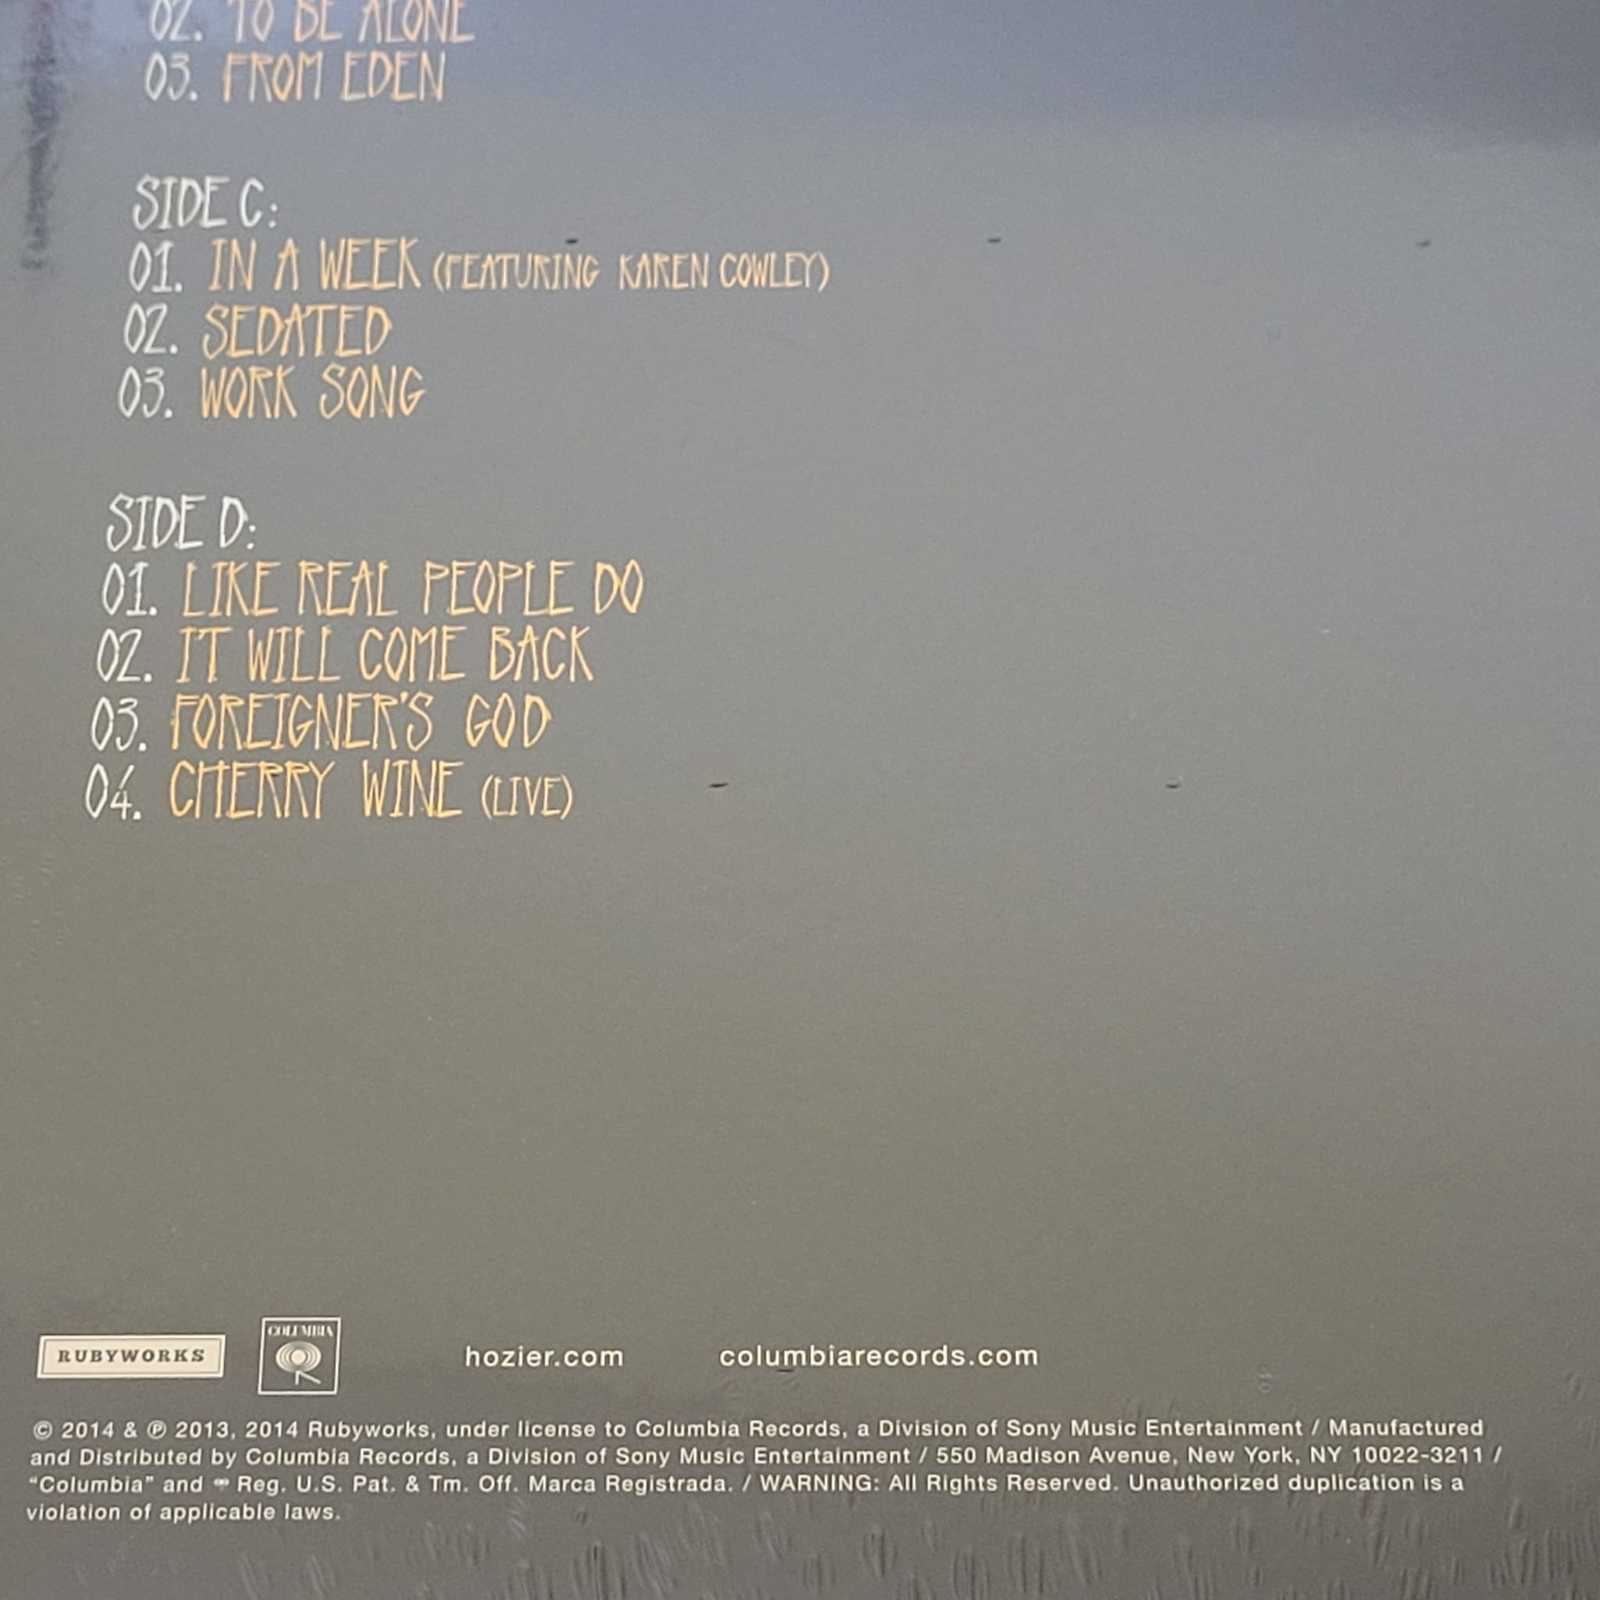 02. TO BE ALONE
03. FROM EDEN
SIDE C:
01. IN A WEEK (FEATURING KAREN COWLEY)
02. SEDATED
03. WORK SONG
SIDE D:
01. LIKE REAL PEOPLE DO
02. IT WILL COME BACK
03. FOREIGNER'S GOD
04. CHERRY WINE (LIVE)
RUBYWORKS
COLUMBIA
hozier.com
columbiarecords.com
© 2014 & ℗ 2013, 2014 Rubyworks, under license to Columbia Records, a Division of Sony Music Entertainment / Manufactured
and Distributed by Columbia Records, a Division of Sony Music Entertainment / 550 Madison Avenue, New York, NY 10022-3211 /
“Columbia” and Reg. U.S. Pat. & Tm. Off. Marca Registrada. / WARNING: All Rights Reserved. Unauthorized duplication is a
violation of applicable laws.